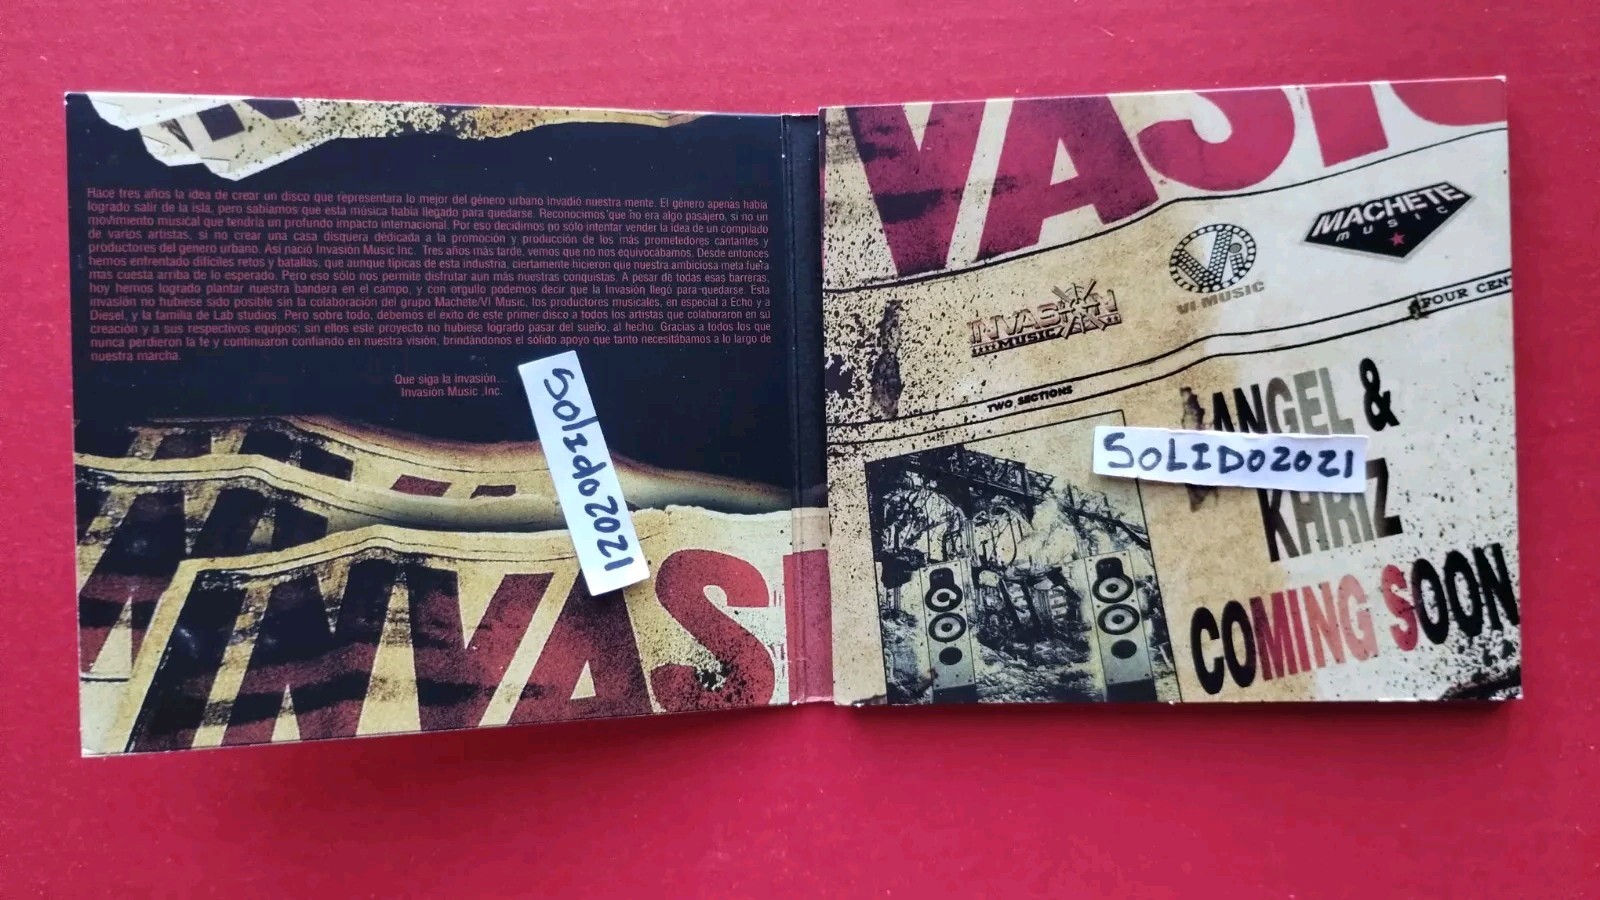 Hace tres años la idea de crear un disco que representara lo mejor del género urbano invadió nuestra mente. El género apenas había
logrado salir de la isla, pero sabíamos que esta música había llegado para quedarse. Reconocimos que no era algo pasajero, si no un
movimiento musical que tendría un profundo impacto internacional. Por eso decidimos no sólo intentar vender la idea de un compilado
de varios artistas, si no crear una casa disquera dedicada a la promoción y producción de los más prometedores cantantes y
productores del genero urbano. Así nació Invasión Music Inc. Tres años más tarde, vemos que no nos equivocábamos. Desde entonces
hemos enfrentado difíciles retos y batallas, que aunque típicas de esta industria, ciertamente hicieron que nuestra ambiciosa meta fuera
mas cuesta arriba de lo esperado. Pero eso sólo nos permite disfrutar aun más nuestras conquistas. A pesar de todas esas barreras,
hoy hemos logrado plantar nuestra bandera en el campo, y con orgullo podemos decir que la Invasión llegó para quedarse. Esta
invasión no hubiese sido posible sin la colaboración del grupo Machete/Vi Music, los productores musicales, en especial a Echo y a
Diesel, y la familia de Lab studios. Pero sobre todo, debemos el éxito de este primer disco a todos los artistas que colaboraron en su
creación y a sus respectivos equipos; sin ellos este proyecto no hubiese logrado pasar del sueño, al hecho. Gracias a todos los que
nunca perdieron la fe y continuaron confiando en nuestra visión, brindándonos el sólido apoyo que tanto necesitábamos a lo largo de
nuestra marcha.
Que siga la invasión...
Invasión Music ,Inc.
SOLIDO2021
INVASI
VASIO
MACHETE
MUSIC
VI MUSIC
INVASION
MUSIC
FOUR CEN
TWO SECTIONS
ANGEL &
KHRIZ
SOLIDO2021
COMING SOON